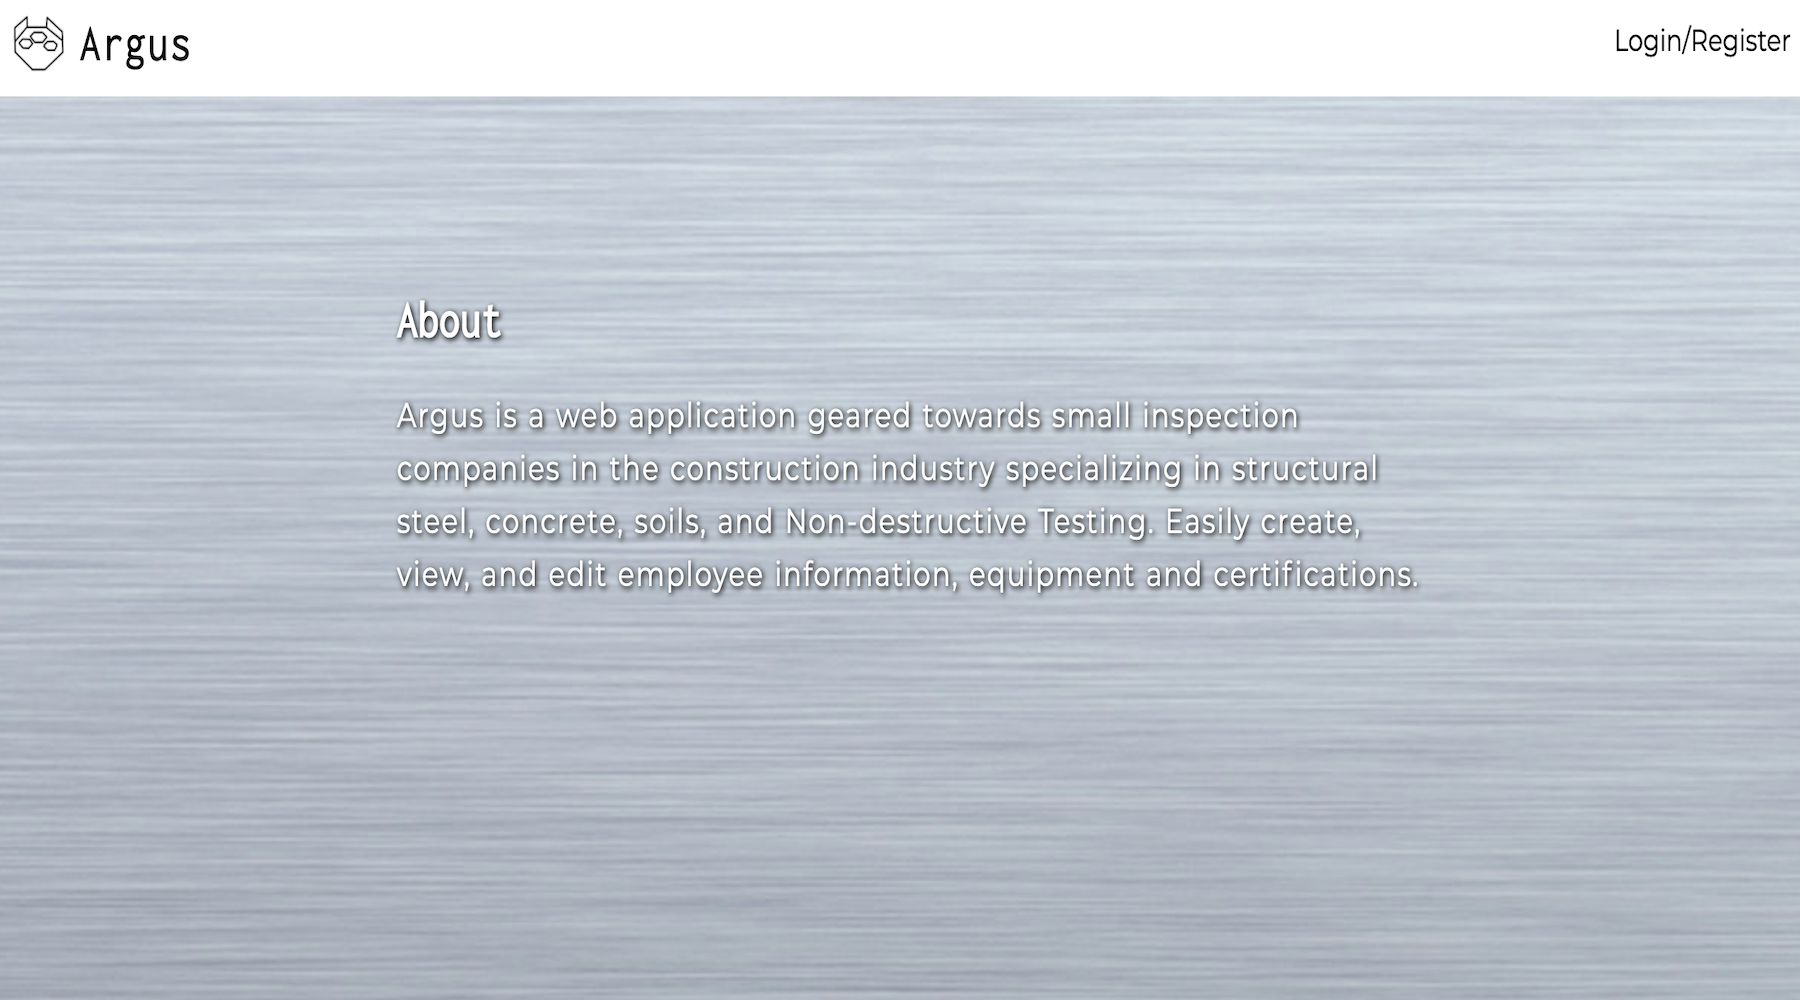 Argus
Login/Register
About
Argus is a web application geared towards small inspection
companies in the construction industry specializing in structural
steel, concrete, soils, and Non-destructive Testing. Easily create,
view, and edit employee information, equipment and certifications.